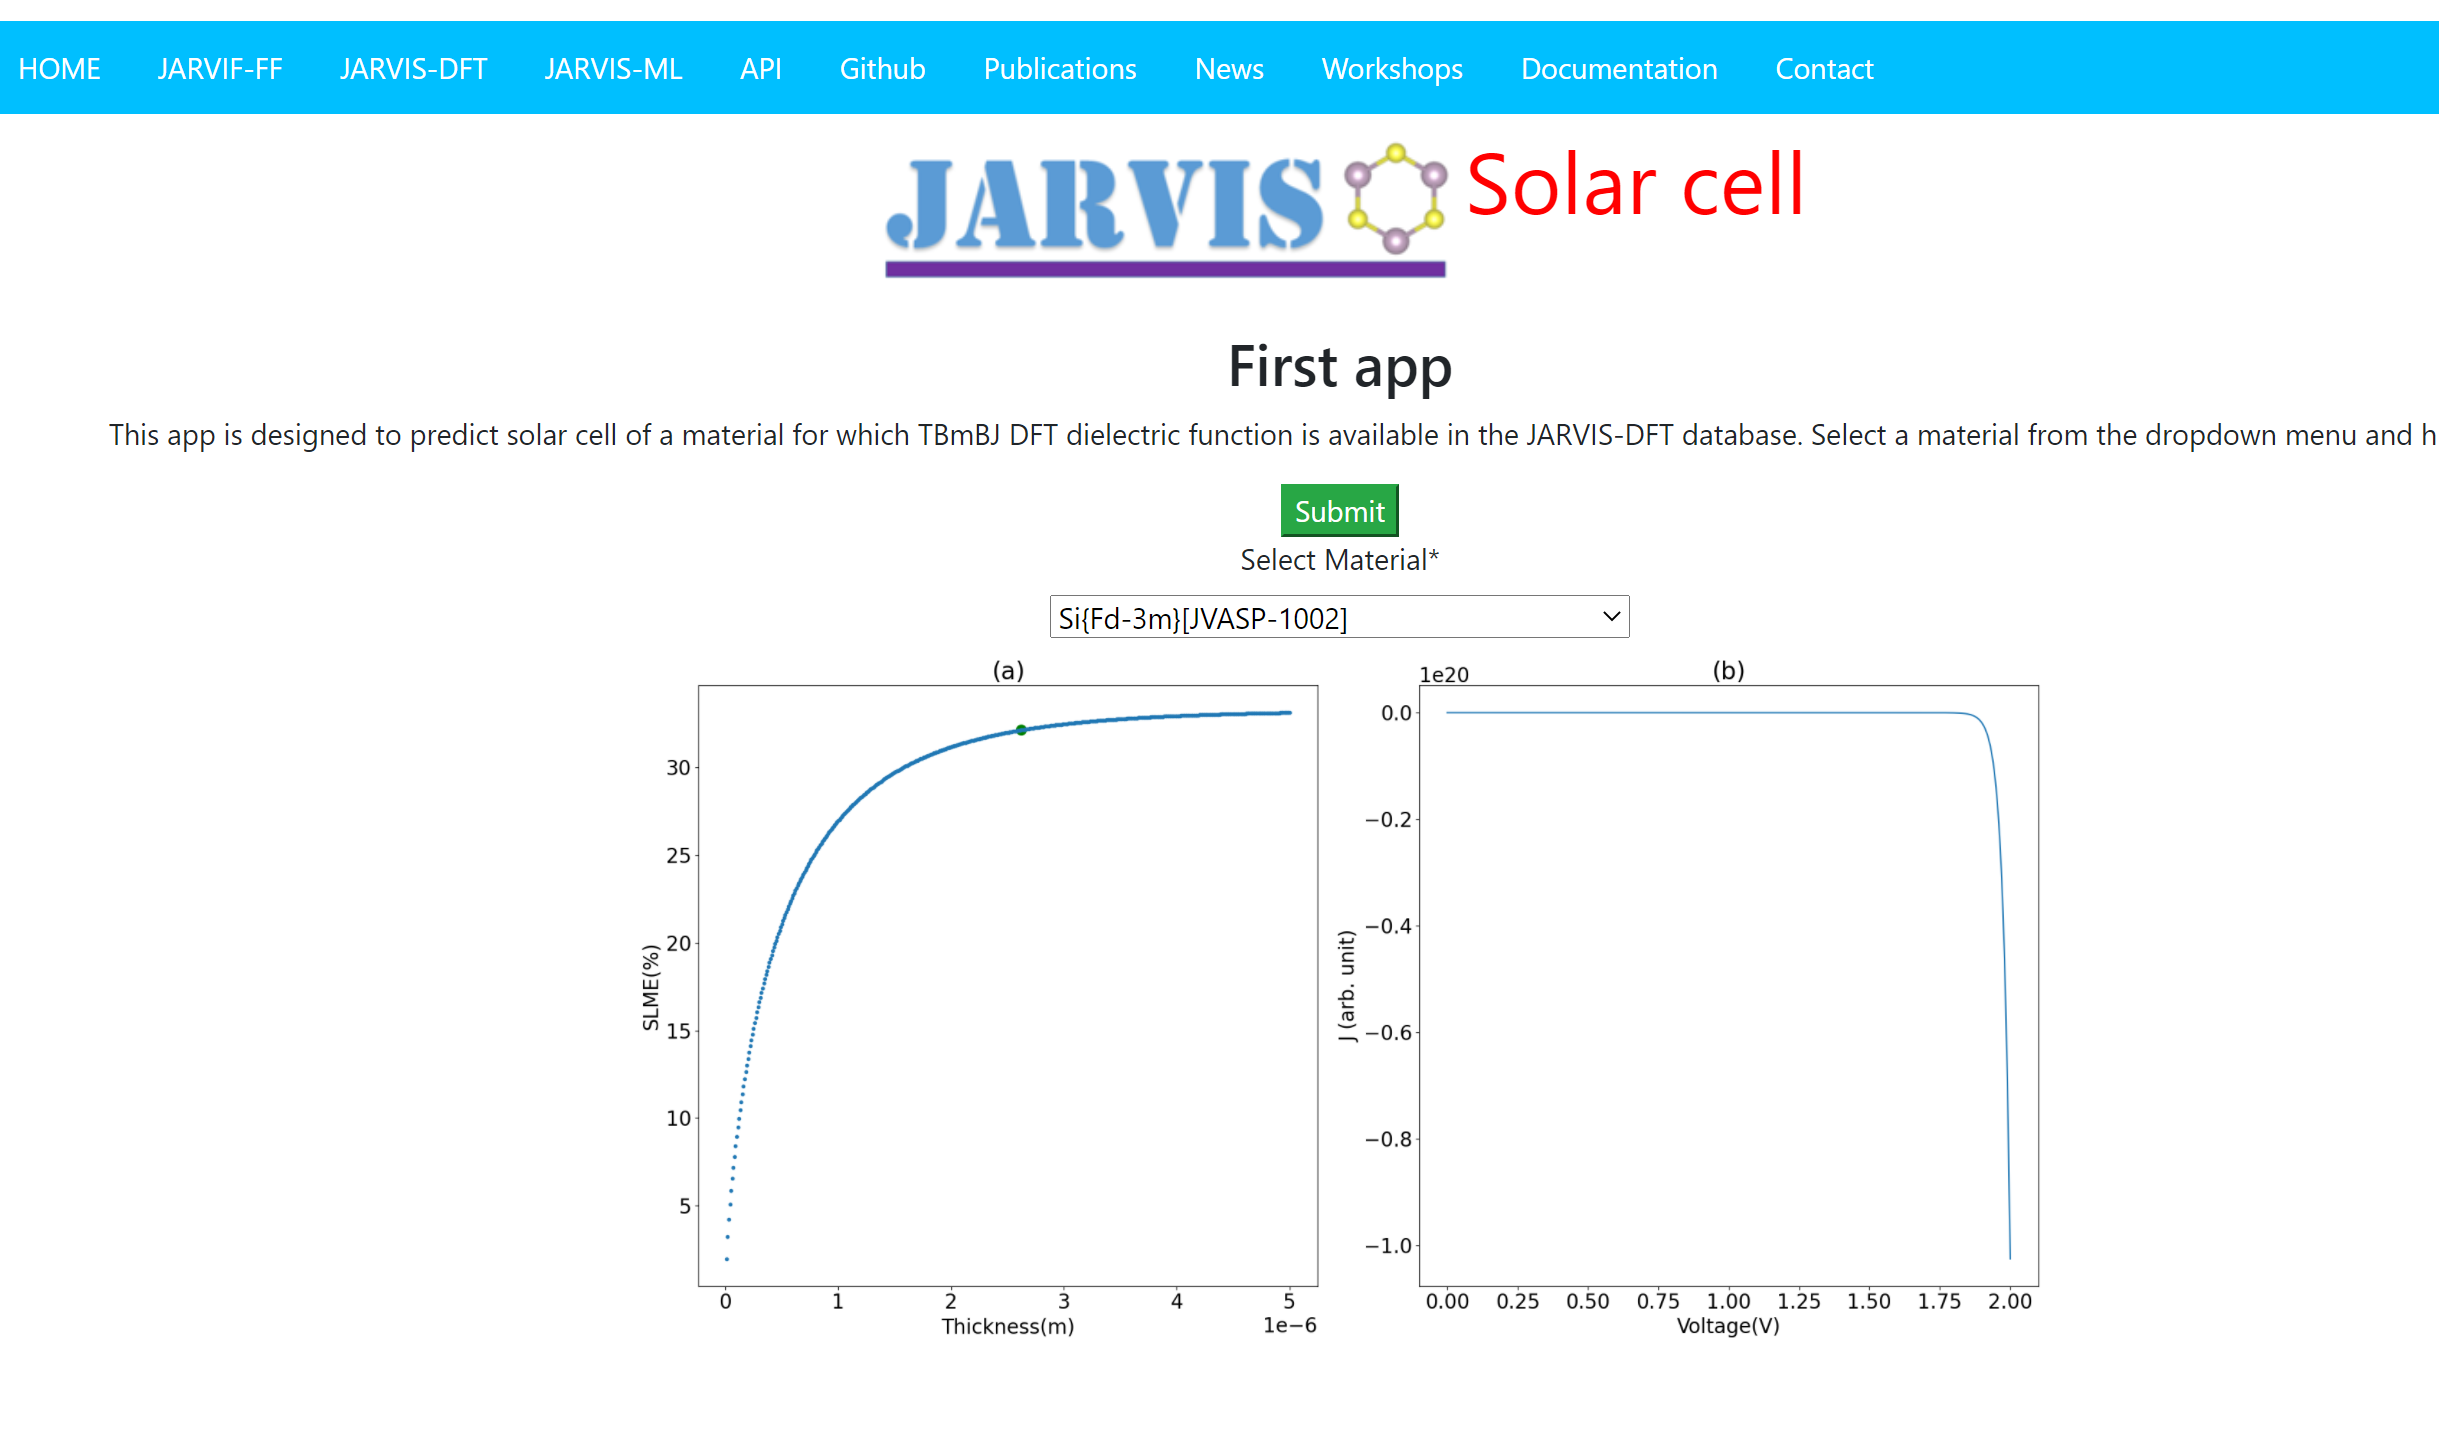 HOME JARVIF-FF JARVIS-DFT JARVIS-ML API Github Publications News Workshops Documentation Contact
JARVIS Solar cell
First app
This app is designed to predict solar cell of a material for which TBmBJ DFT dielectric function is available in the JARVIS-DFT database. Select a material from the dropdown menu and h
Submit
Select Material*
Si{Fd-3m}[JVASP-1002]
(a)
30
25
20
15
10
5
SLME(%)
0 1 2 3 4 5
Thickness(m)
1e−6
(b)
1e20
0.0
−0.2
−0.4
−0.6
−0.8
−1.0
J (arb. unit)
0.00 0.25 0.50 0.75 1.00 1.25 1.50 1.75 2.00
Voltage(V)